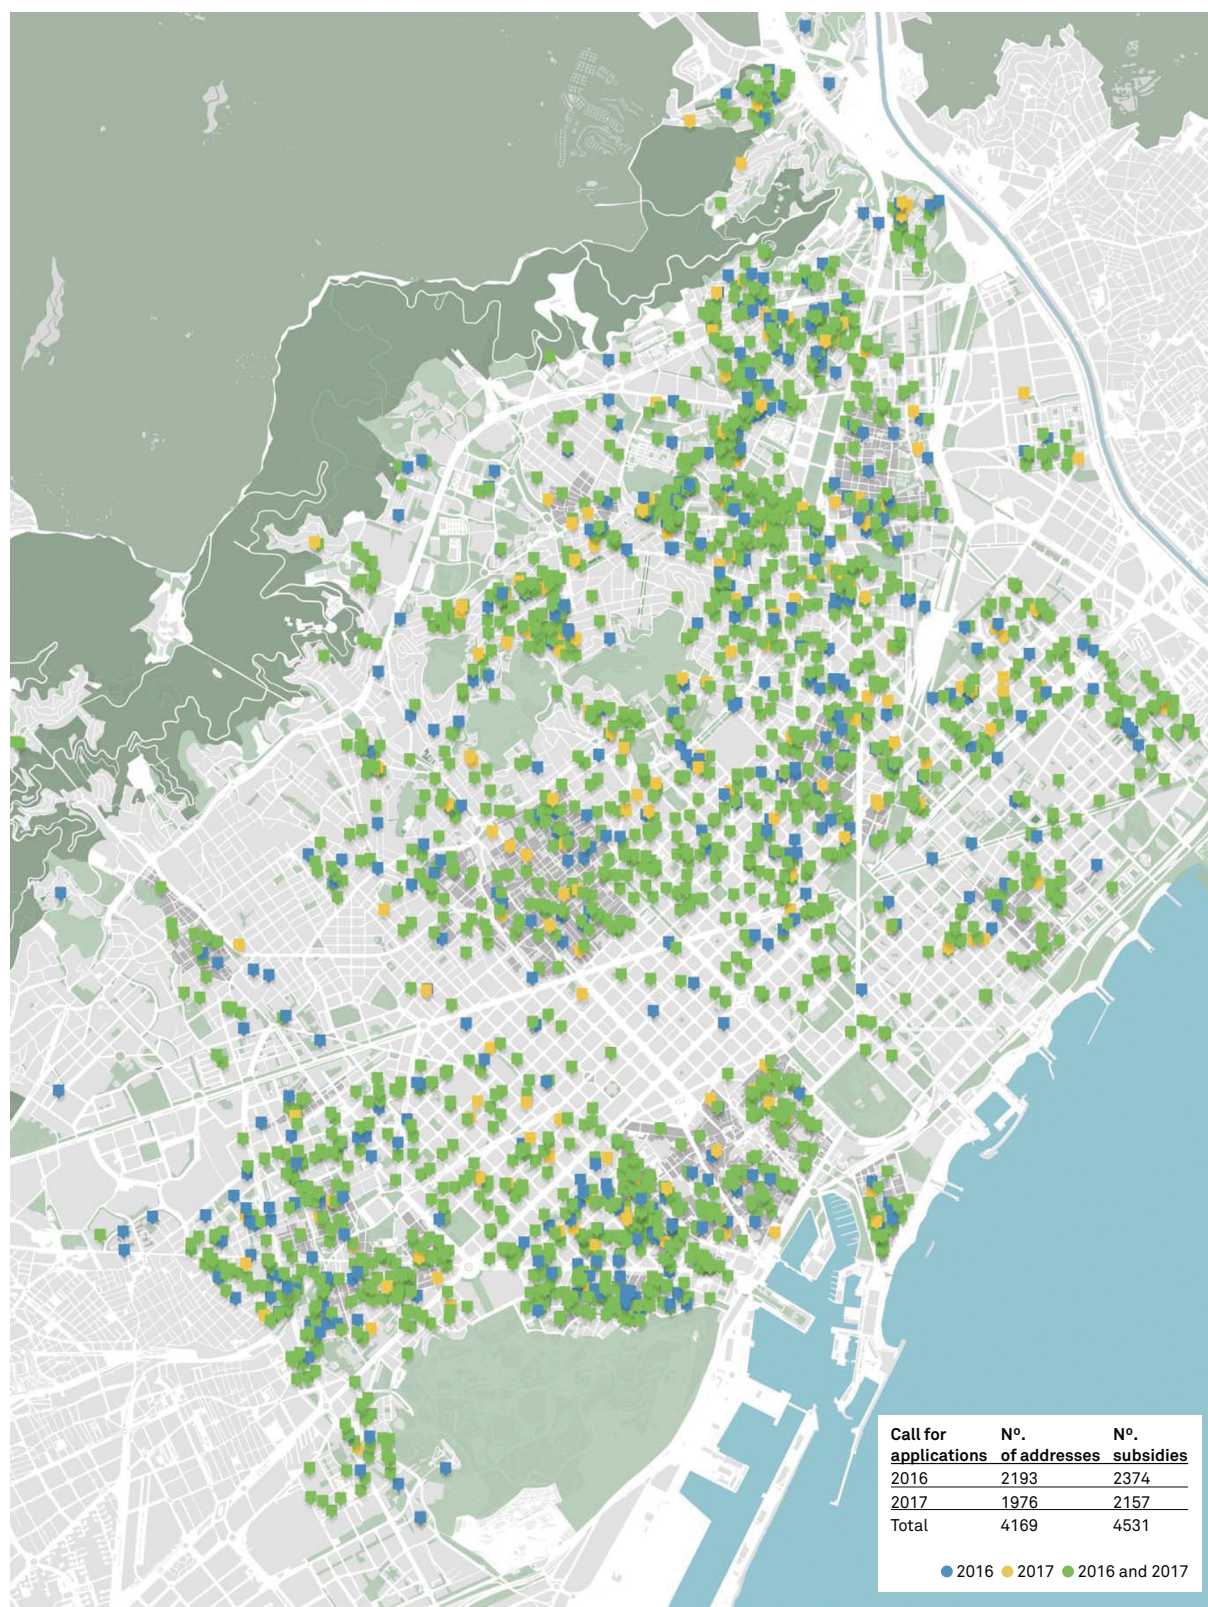 Call for applications Nº. of addresses Nº. subsidies
2016 2193 2374
2017 1976 2157
Total 4169 4531
2016 2017 2016 and 2017